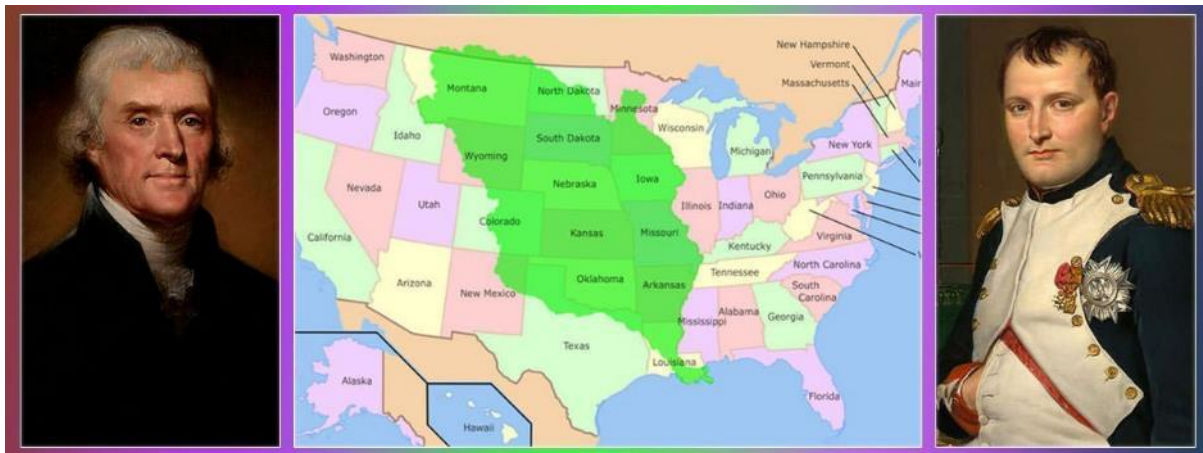 New Hampshire
Vermont
Massachusetts
Washington
Montana
North Dakota
Minnesota
Oregon
Idaho
Wyoming
South Dakota
Wisconsin
Michigan
New York
Nevada
Utah
Colorado
Nebraska
Iowa
Illinois
Indiana
Ohio
Pennsylvania
California
Kansas
Missouri
Kentucky
Virginia
Arizona
New Mexico
Oklahoma
Arkansas
Tennessee
North Carolina
South
Carolina
Texas
Mississippi
Alabama
Georgia
Louisiana
Alaska
Hawaii
Florida